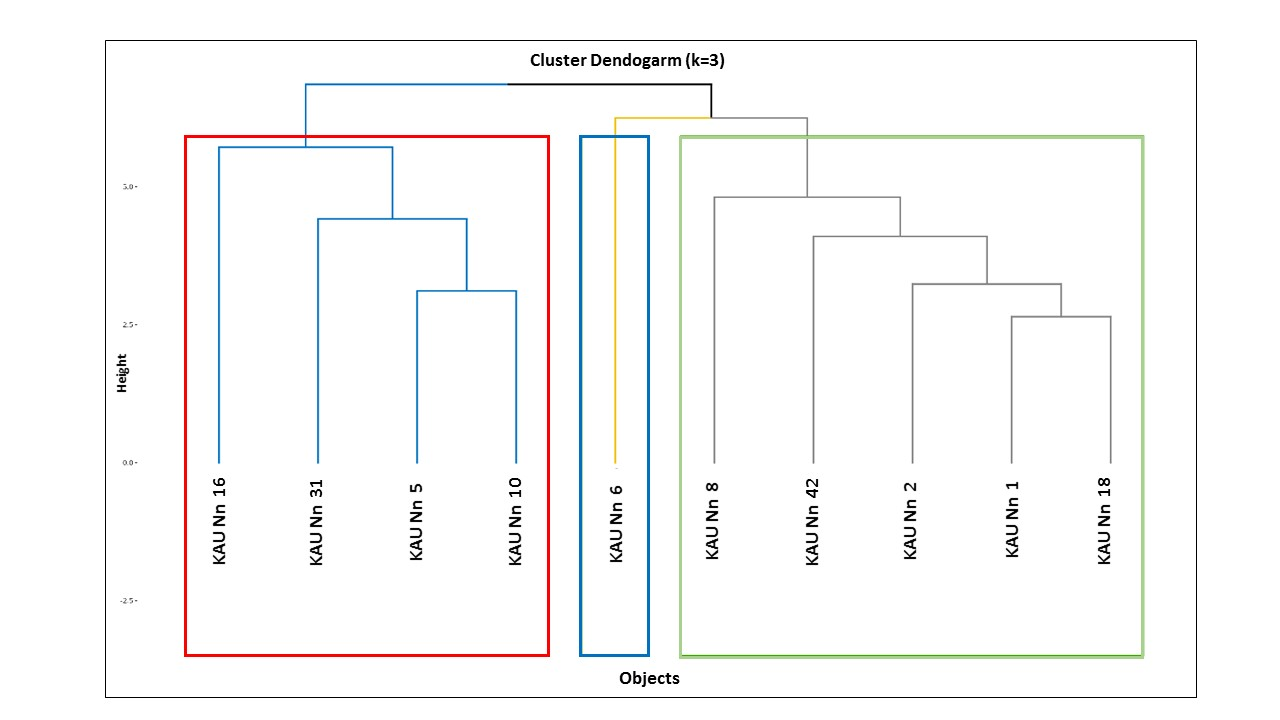 Cluster Dendogarm (k=3)
5.0
2.5
0.0
-2.5
Height
KAU Nn 16
KAU Nn 31
KAU Nn 5
KAU Nn 10
KAU Nn 6
KAU Nn 8
KAU Nn 42
KAU Nn 2
KAU Nn 1
KAU Nn 18
Objects